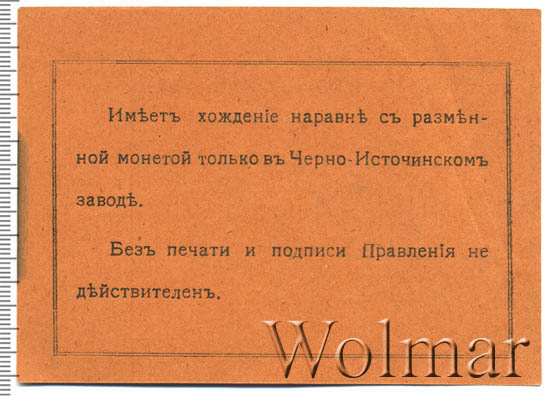 Имѣетъ хожденіе наравнѣ съ размѣн-
ной монетой только въ Черно-Источинскомъ
заводѣ.
Безъ печати и подписи Правленія не
дѣйствителенъ.
Wolmar